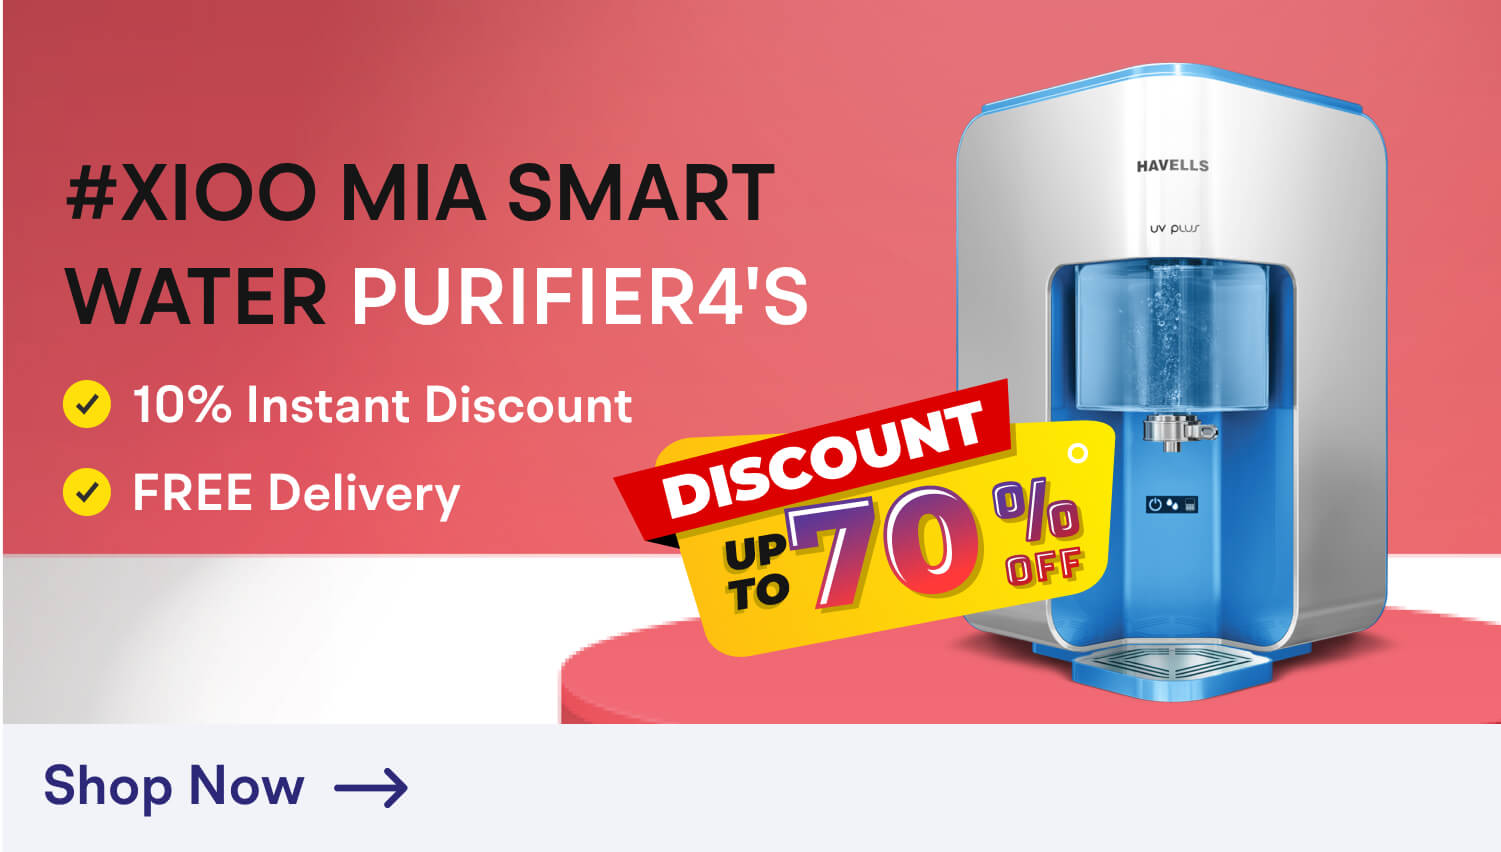 #XIOO MIA SMART
WATER PURIFIER4'S
10% Instant Discount
FREE Delivery
DISCOUNT
UP TO 70% OFF
HAVELLS
UV PLUS
Shop Now